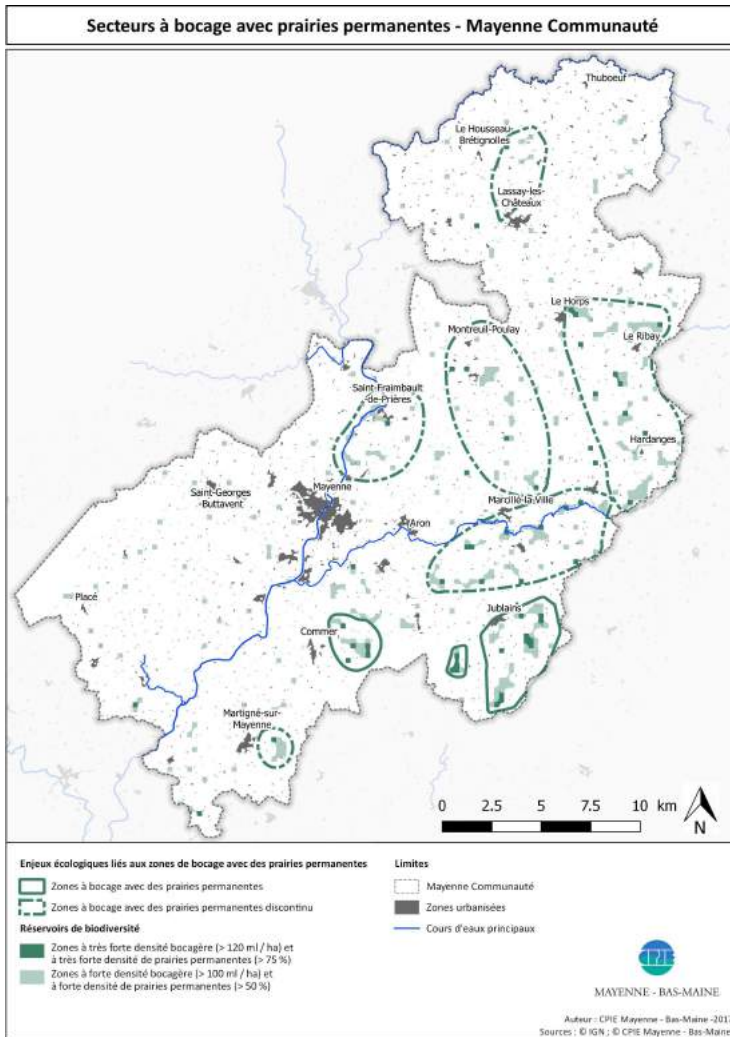 Secteurs à bocage avec prairies permanentes - Mayenne Communauté
Thuboeuf
Le Housseau-
Brétignolles
Lassay-les-
Châteaux
Le Horps
Montreuil-Poulay
Le Ribay
Saint-Fraimbault
-de-Prières
Hardanges
Saint-Georges-
Buttavent
Mayenne
Marcillé-la-Ville
Aron
Placé
Jublains
Commer
Martigné-sur-
Mayenne
0 2.5 5 7.5 10 km
N
Enjeux écologiques liés aux zones de bocage avec des prairies permanentes
Zones à bocage avec des prairies permanentes
Zones à bocage avec des prairies permanentes discontinu
Réservoirs de biodiversité
Zones à très forte densité bocagère (> 120 ml / ha) et
à très forte densité de prairies permanentes (> 75 %)
Zones à forte densité bocagère (> 100 ml / ha) et
à forte densité de prairies permanentes (> 50 %)
Limites
Mayenne Communauté
Zones urbanisées
Cours d'eaux principaux
CPIE
MAYENNE - BAS-MAINE
Auteur : CPIE Mayenne - Bas-Maine -2017
Sources : © IGN ; © CPIE Mayenne - Bas-Maine